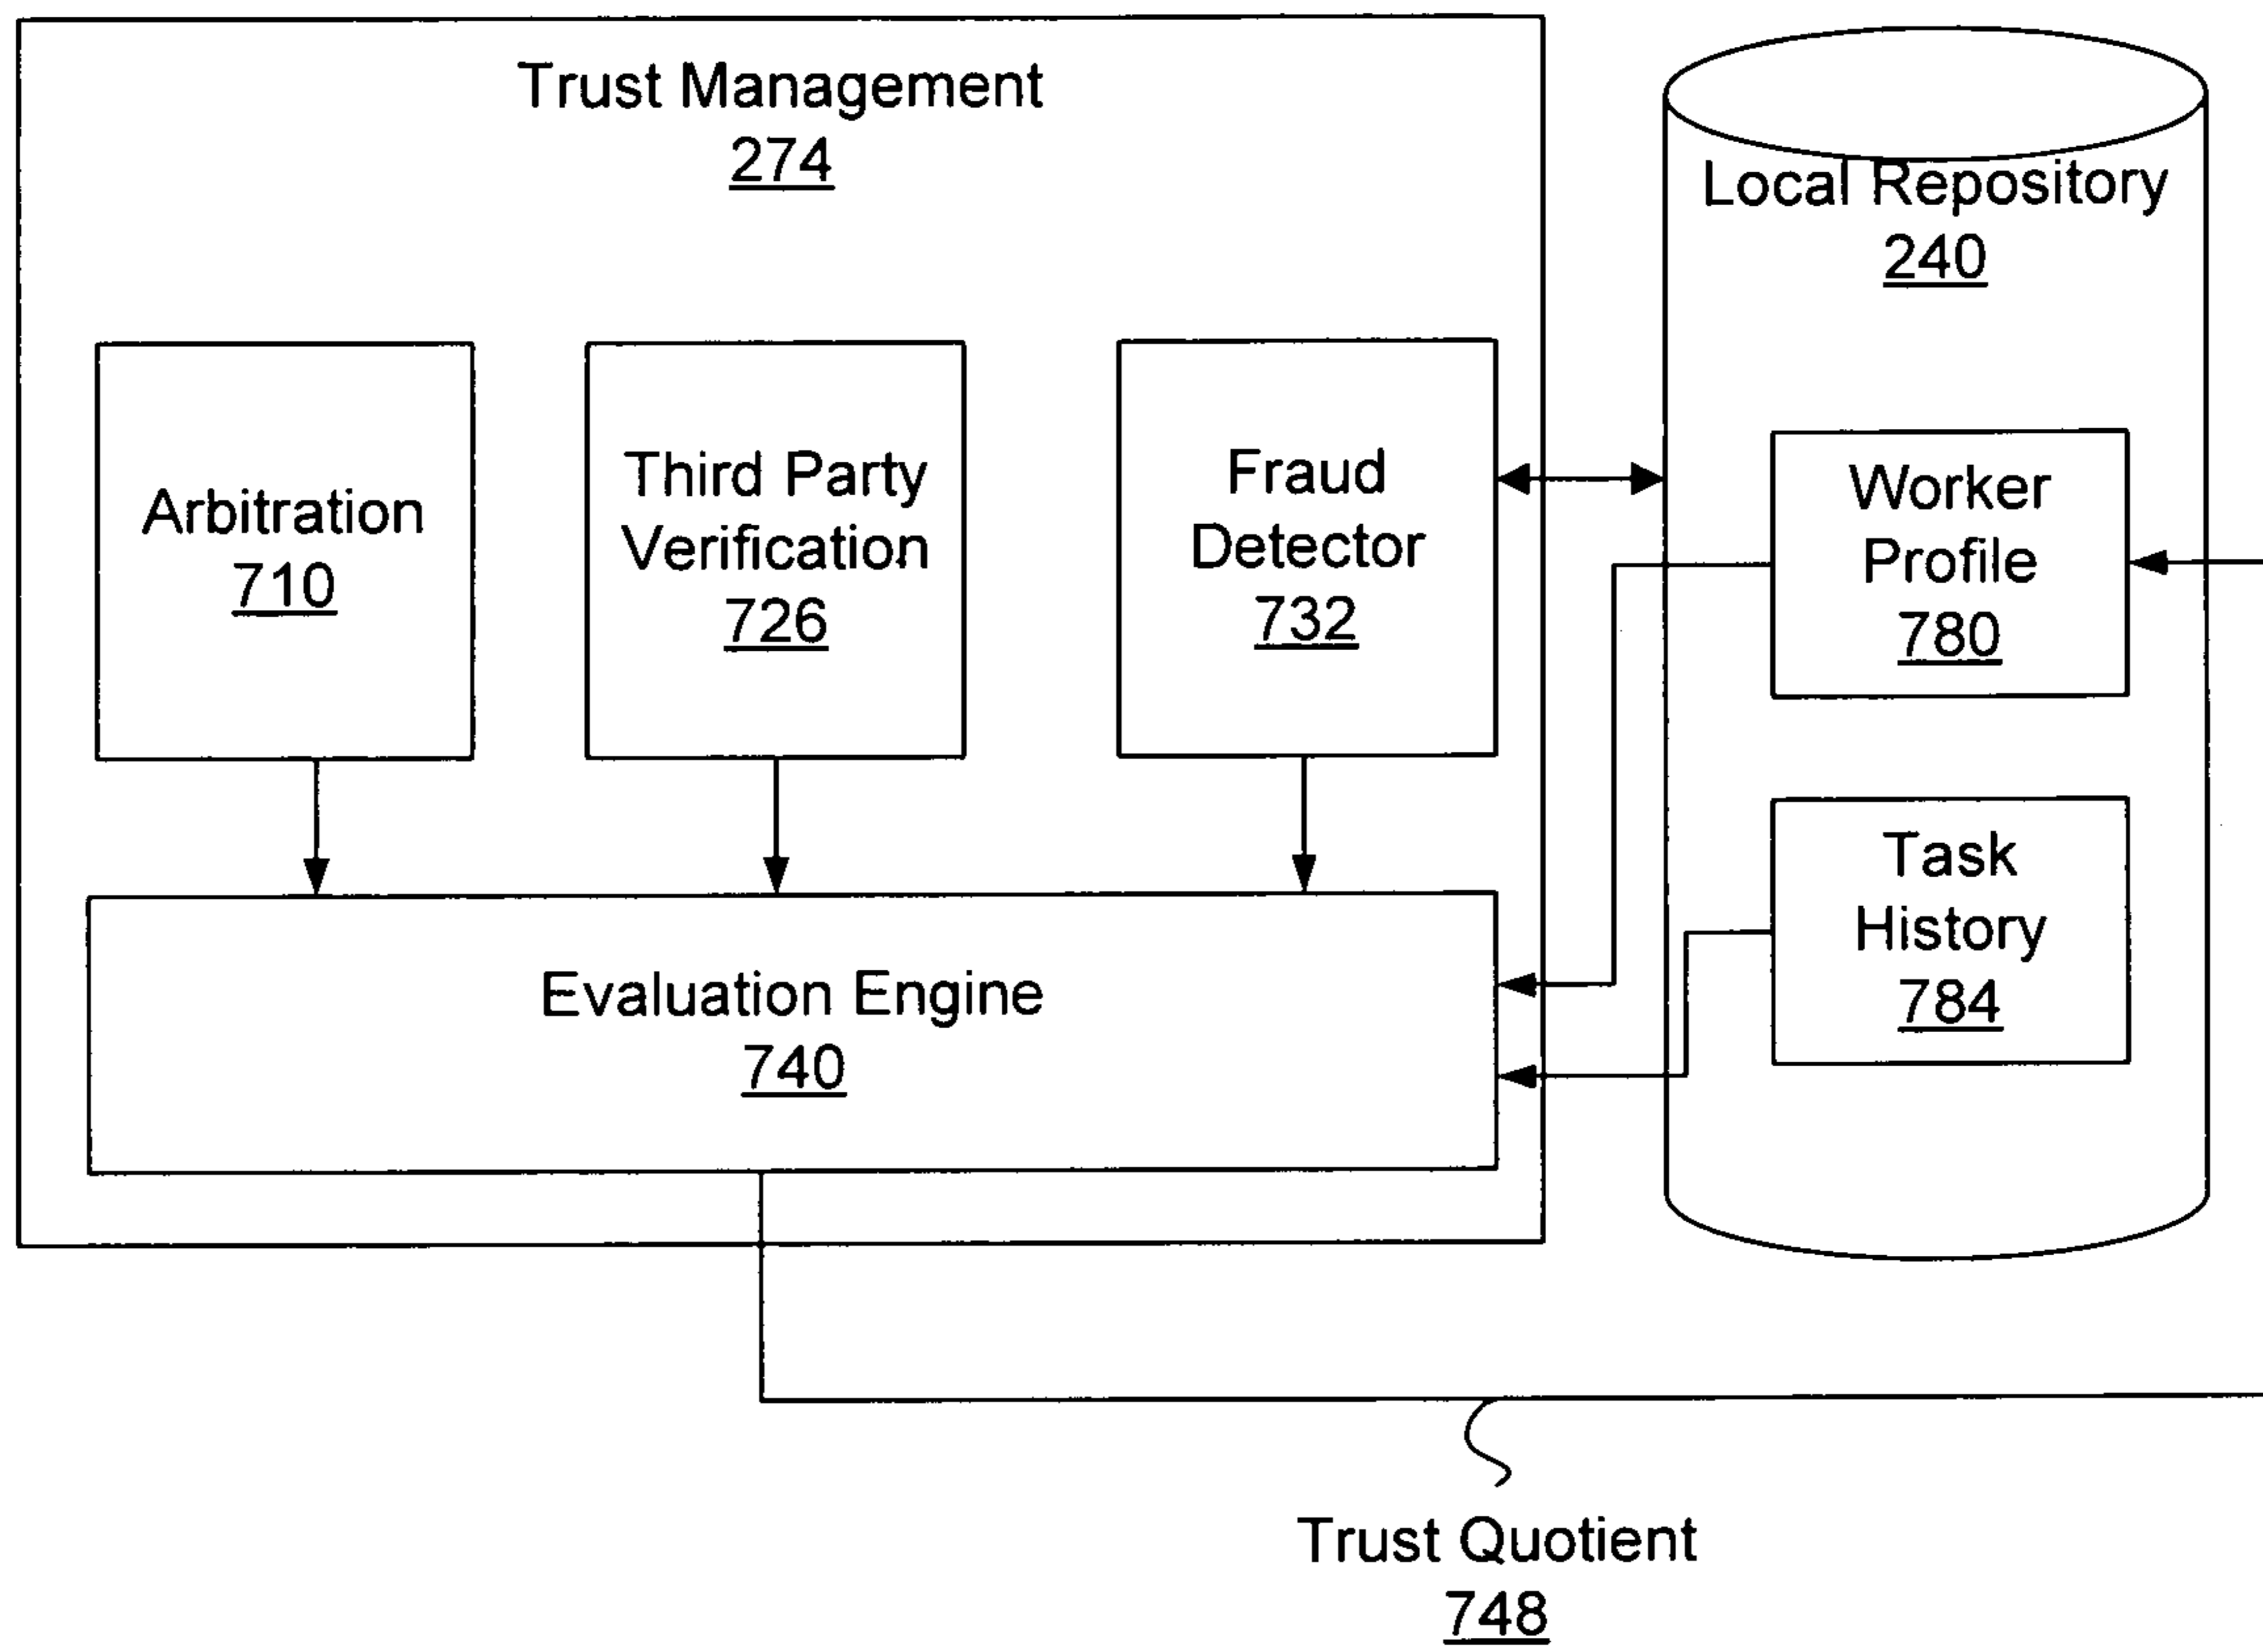 Trust Management
274
Local Repository
240
Arbitration
710
Third Party
Verification
726
Fraud
Detector
732
Worker
Profile
780
Task
History
784
Evaluation Engine
740
Trust Quotient
748